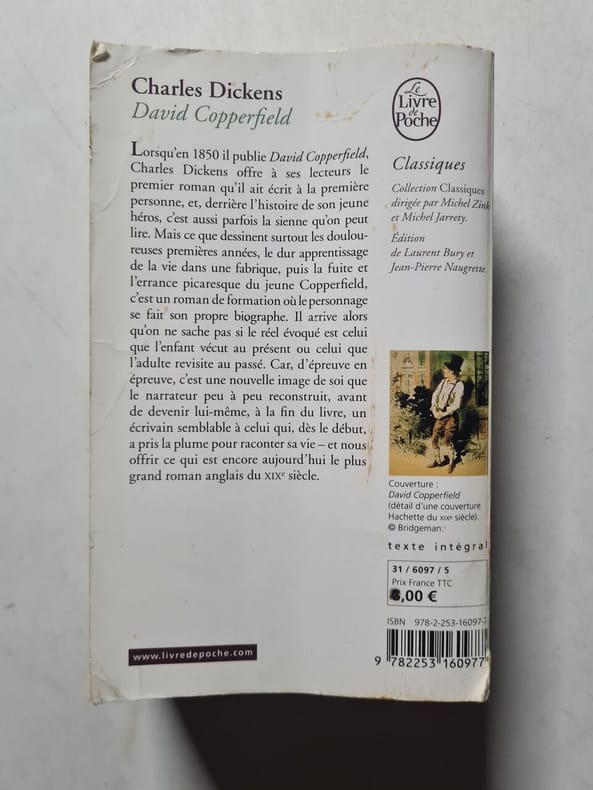 Charles Dickens
David Copperfield
Lorsqu'en 1850 il publie David Copperfield,
Charles Dickens offre à ses lecteurs le
premier roman qu'il ait écrit à la première
personne, et, derrière l'histoire de son jeune
héros, c'est aussi parfois la sienne qu'on peut
lire. Mais ce que dessinent surtout les doulou-
reuses premières années, le dur apprentissage
de la vie dans une fabrique, puis la fuite et
l'errance picaresque du jeune Copperfield,
c'est un roman de formation où le personnage
se fait son propre biographe. Il arrive alors
qu'on ne sache pas si le réel évoqué est celui
que l'enfant vécut au présent ou celui que
l'adulte revisite au passé. Car, d'épreuve en
épreuve, c'est une nouvelle image de soi que
le narrateur peu à peu reconstruit, avant
de devenir lui-même, à la fin du livre, un
écrivain semblable à celui qui, dès le début,
a pris la plume pour raconter sa vie – et nous
offrir ce qui est encore aujourd'hui le plus
grand roman anglais du XIXe siècle.
www.livredepoche.com
Le
Livre
de
Poche
Classiques
Collection Classiques
dirigée par Michel Zink
et Michel Jarrety.
Édition
de Laurent Bury et
Jean-Pierre Naugrette.
Couverture :
David Copperfield
(détail d'une couverture
Hachette du XIXe siècle).
© Bridgeman.
texte intégral
31 / 6097 / 5
Prix France TTC
,00 €
ISBN 978-2-253-16097-7
9 782253 160977